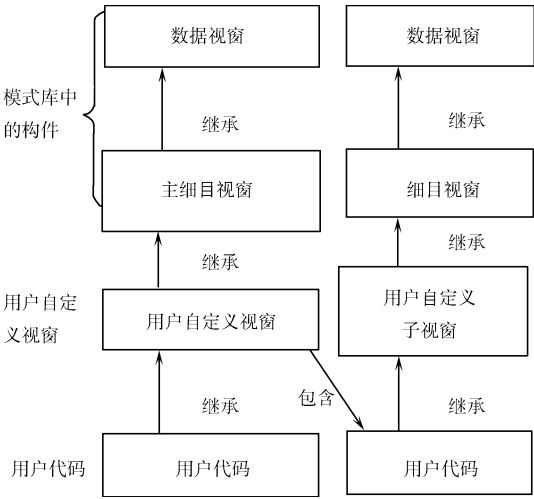 数据视窗
数据视窗
模式库中
的构件
继承
继承
主细目视窗
细目视窗
继承
继承
用户自定
义视窗
用户自定义视窗
用户自定义
子视窗
包含
继承
继承
用户代码
用户代码
用户代码